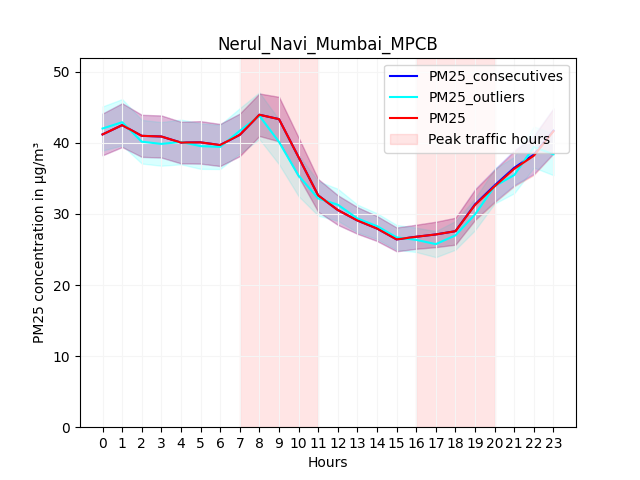 Nerul_Navi_Mumbai_MPCB
PM25_consecutives
PM25_outliers
PM25
Peak traffic hours
PM25 concentration in µg/m³
50
40
30
20
10
0
0 1 2 3 4 5 6 7 8 9 10 11 12 13 14 15 16 17 18 19 20 21 22 23
Hours